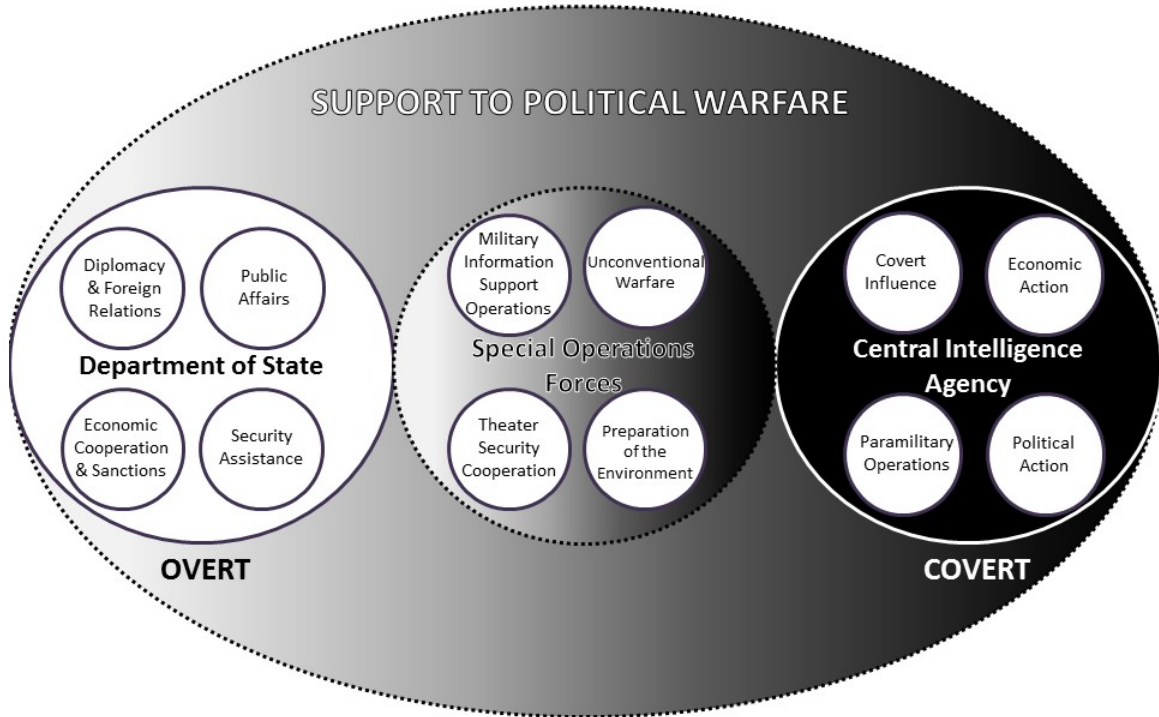 SUPPORT TO POLITICAL WARFARE
Diplomacy
& Foreign
Relations
Public
Affairs
Department of State
Economic
Cooperation
& Sanctions
Security
Assistance
OVERT
Military
Information
Support
Operations
Unconventional
Warfare
Special Operations
Forces
Theater
Security
Cooperation
Preparation
of the
Environment
Covert
Influence
Economic
Action
Central Intelligence
Agency
Paramilitary
Operations
Political
Action
COVERT